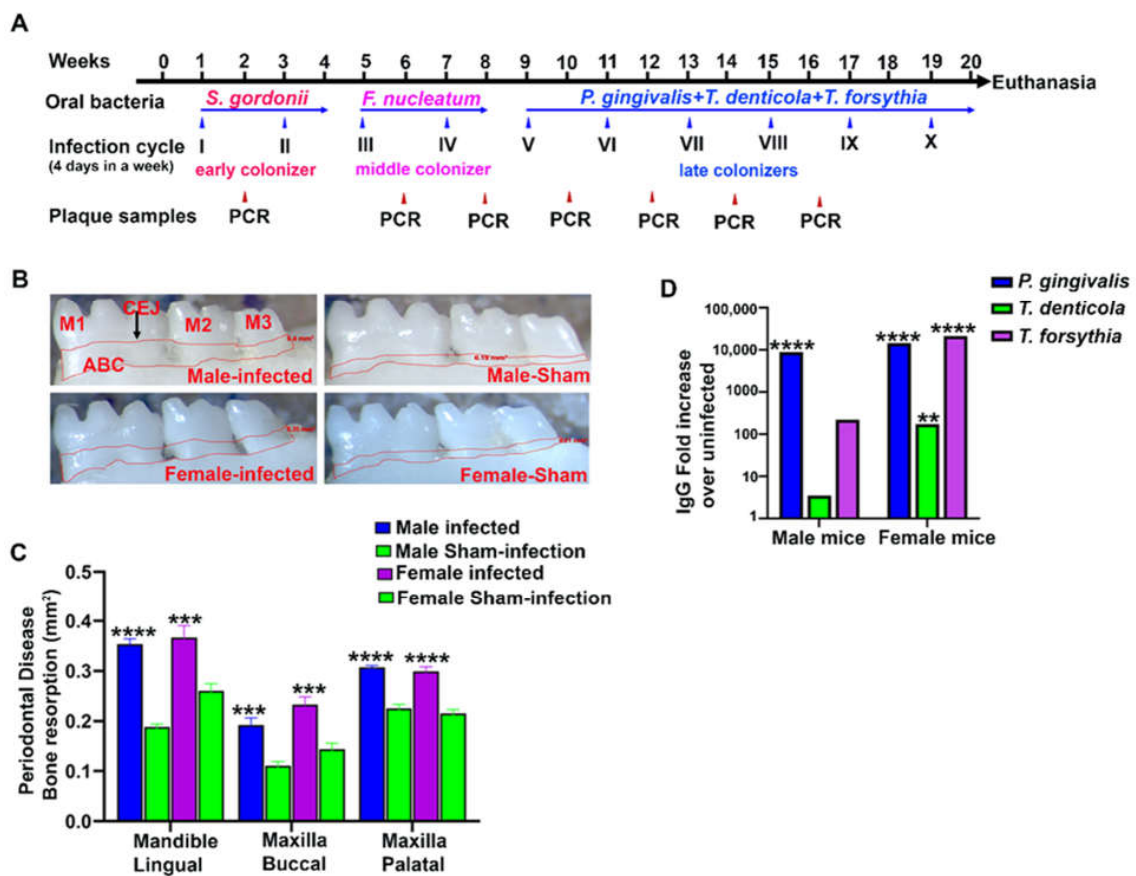 A
Weeks 0 1 2 3 4 5 6 7 8 9 10 11 12 13 14 15 16 17 18 19 20
Euthanasia
Oral bacteria S. gordonii F. nucleatum P. gingivalis+T. denticola+T. forsythia
Infection cycle I II III IV V VI VII VIII IX X
(4 days in a week) early colonizer middle colonizer late colonizers
Plaque samples PCR PCR PCR PCR PCR PCR PCR
B
CEJ
M1 M2 M3
ABC
Male-infected
Male-Sham
Female-infected
Female-Sham
D
P. gingivalis
T. denticola
T. forsythia
IgG Fold increase
over uninfected
100,000
10,000
1000
100
10
1
**** **** ** ****
Male mice Female mice
C
Male infected
Male Sham-infection
Female infected
Female Sham-infection
Periodontal Disease
Bone resorption (mm²)
0.5
0.4
0.3
0.2
0.1
0.0
**** *** *** *** **** ****
Mandible
Lingual
Maxilla
Buccal
Maxilla
Palatal